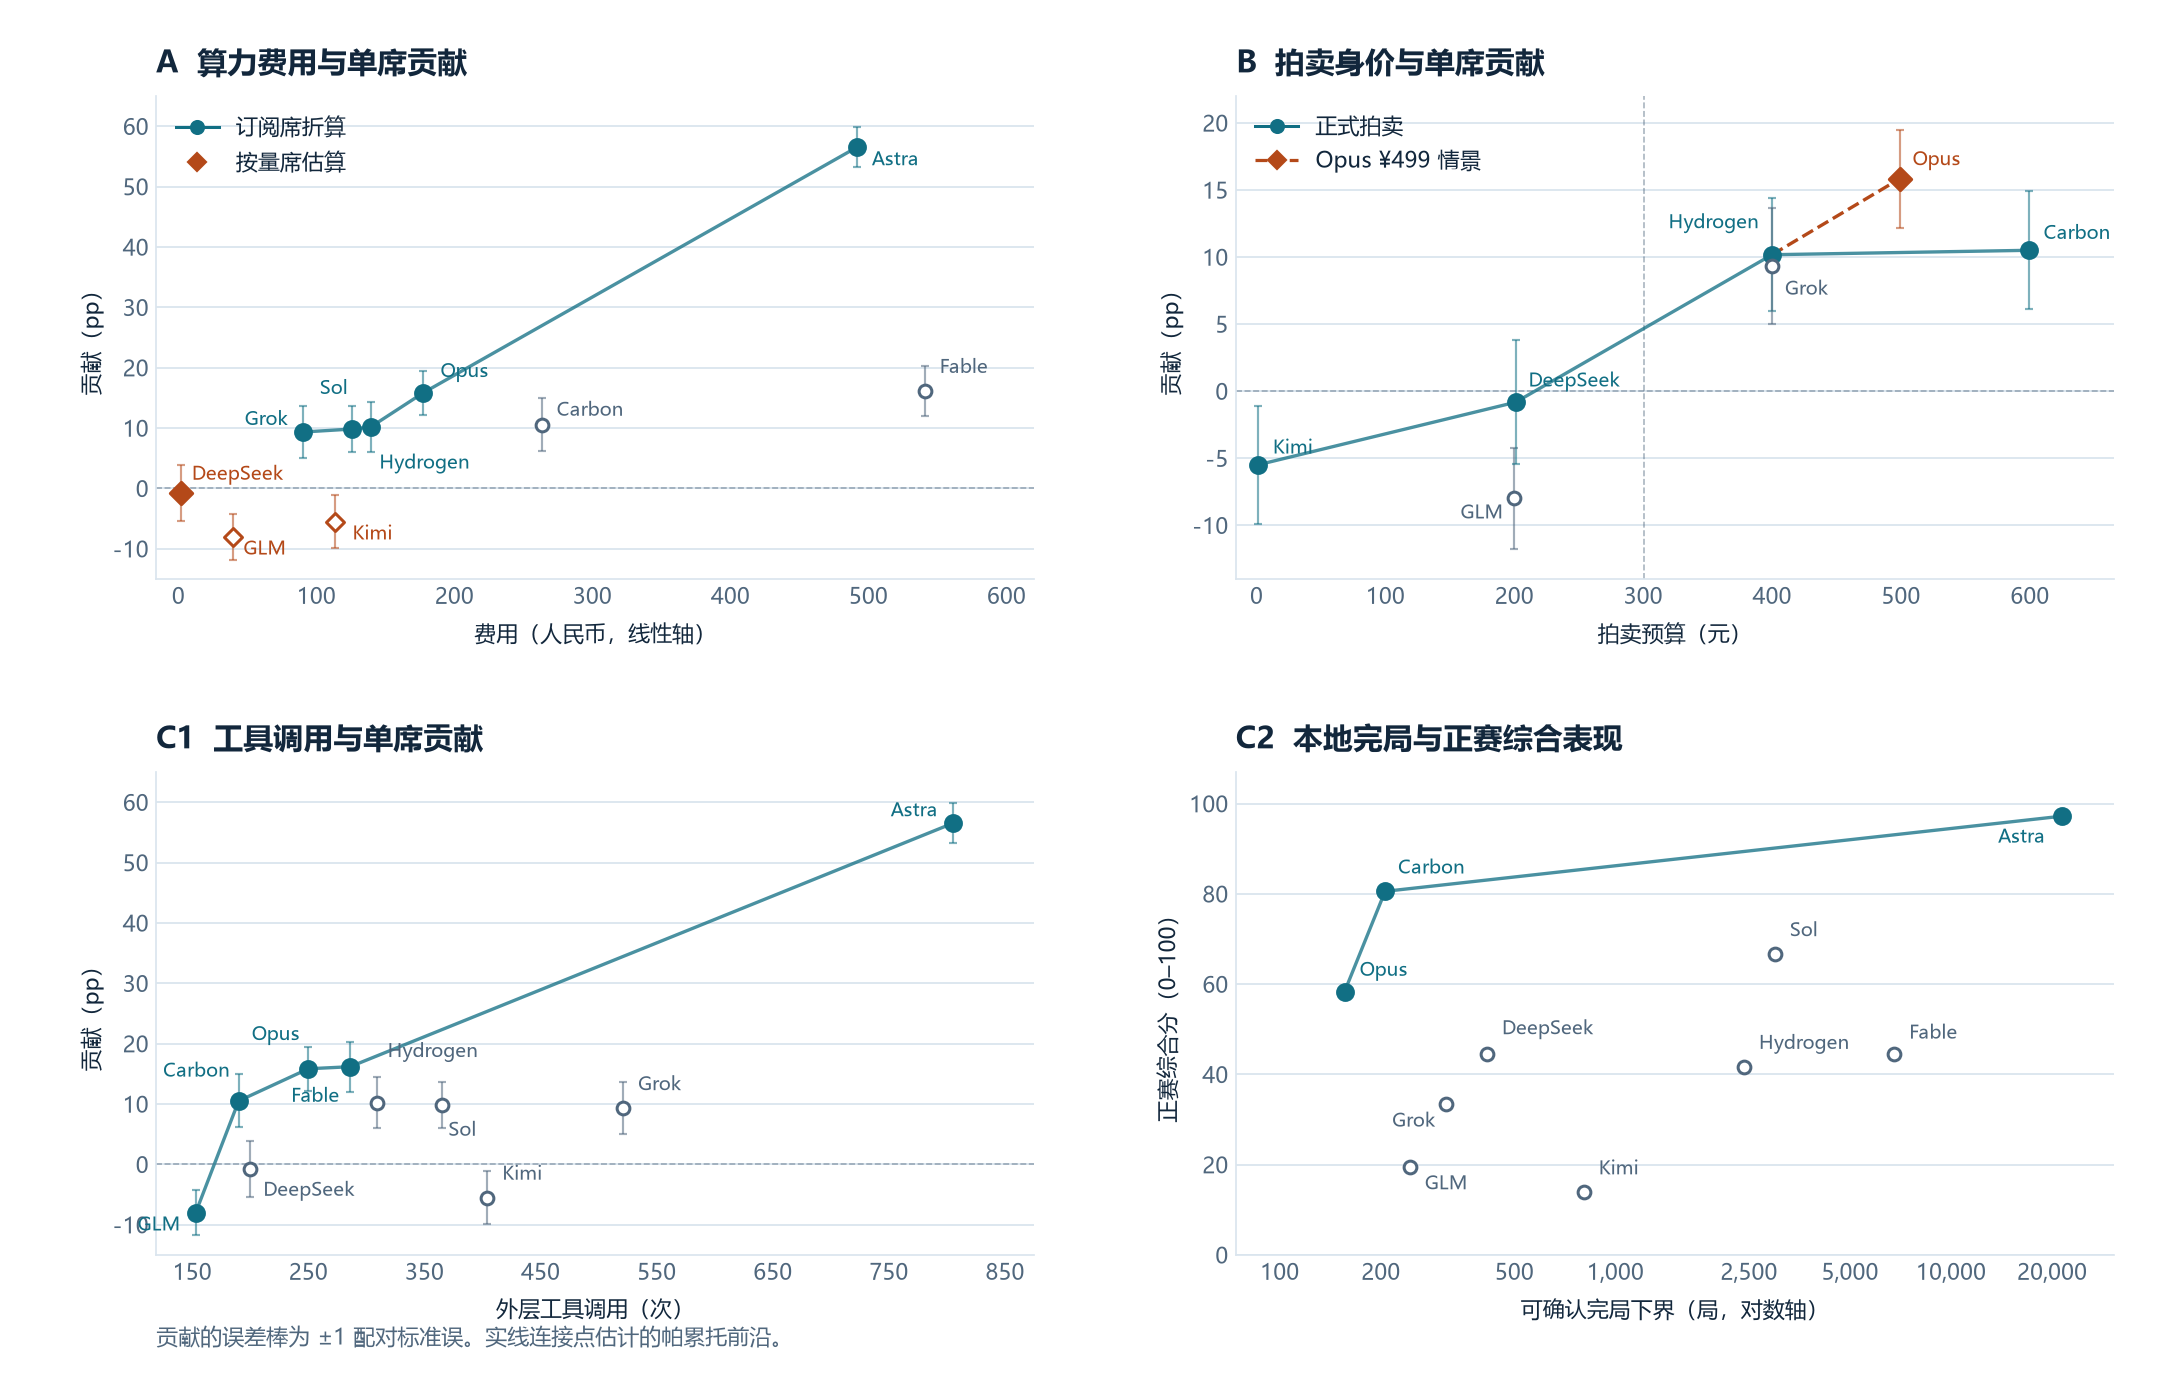 A 算力费用与单席贡献
订阅席折算
按量席估算
贡献（pp）
60
50
40
30
20
10
0
-10
Astra
Fable
Opus
Sol
Carbon
Grok
Hydrogen
DeepSeek
GLM
Kimi
0 100 200 300 400 500 600
费用（人民币，线性轴）
B 拍卖身价与单席贡献
正式拍卖
Opus ¥499 情景
贡献（pp）
20
15
10
5
0
-5
-10
Opus
Hydrogen
Carbon
Grok
DeepSeek
Kimi
GLM
0 100 200 300 400 500 600
拍卖预算（元）
C1 工具调用与单席贡献
贡献（pp）
60
50
40
30
20
10
0
-10
Astra
Opus
Hydrogen
Carbon
Fable
Grok
Sol
Kimi
DeepSeek
GLM
150 250 350 450 550 650 750 850
外层工具调用（次）
贡献的误差棒为 ±1 配对标准误。实线连接点估计的帕累托前沿。
C2 本地完局与正赛综合表现
正赛综合分（0–100）
100
80
60
40
20
0
Astra
Carbon
Sol
Opus
DeepSeek
Fable
Hydrogen
Grok
Kimi
GLM
100 200 500 1,000 2,500 5,000 10,000 20,000
可确认完局下界（局，对数轴）